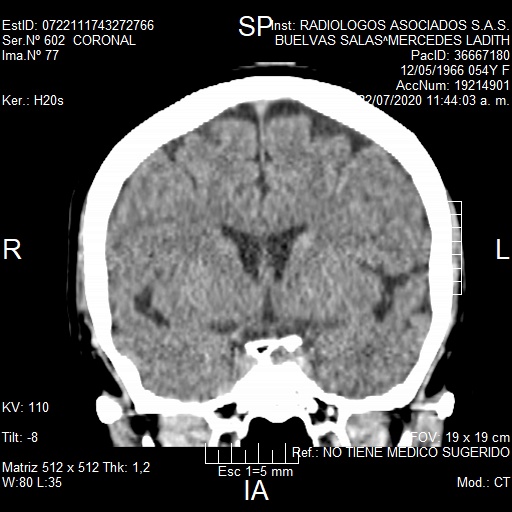 EstID: 0722111743272766
Ser.Nº 602 CORONAL
Ima.Nº 77
SP
Inst: RADIOLOGOS ASOCIADOS S.A.S.
BUELVAS SALAS^MERCEDES LADITH
PacID: 36667180
12/05/1966 054Y F
AccNum: 19214901
22/07/2020 11:44:03 a. m.
Ker.: H20s
R
L
KV: 110
Tilt: -8
Matriz 512 x 512 Thk: 1,2
W:80 L:35
Esc 1=5 mm
IA
FOV: 19 x 19 cm
Ref.: NO TIENE MEDICO SUGERIDO
Mod.: CT